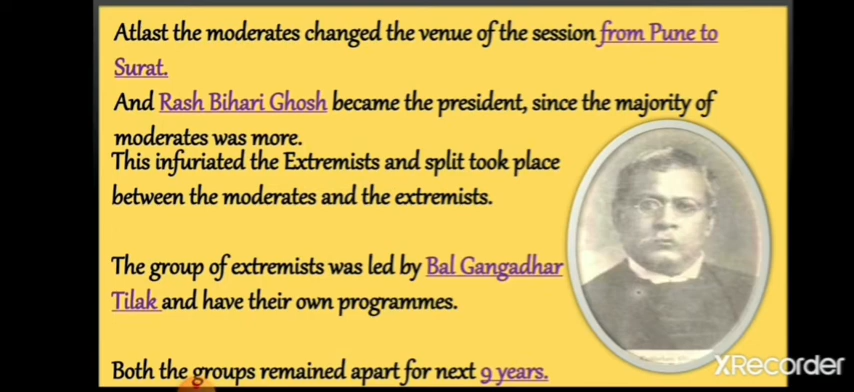 Atlast the moderates changed the venue of the session from Pune to
Surat.
And Rash Bihari Ghosh became the president, since the majority of
moderates was more.
This infuriated the Extremists and split took place
between the moderates and the extremists.
The group of extremists was led by Bal Gangadhar
Tilak and have their own programmes.
Both the groups remained apart for next 9 years.
XRecorder